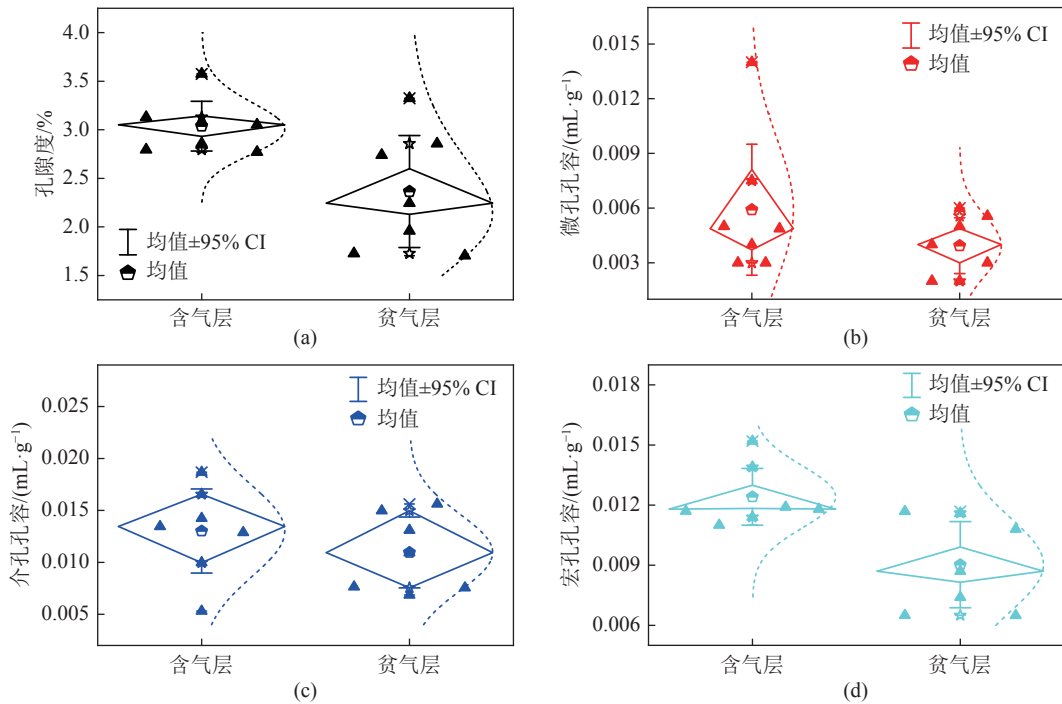 4.0
3.5
3.0
2.5
2.0
1.5
孔隙度/%
均值±95% CI
均值
含气层
贫气层
(a)
0.015
0.012
0.009
0.006
0.003
微孔孔容/(mL·g⁻¹)
均值±95% CI
均值
含气层
贫气层
(b)
0.025
0.020
0.015
0.010
0.005
介孔孔容/(mL·g⁻¹)
均值±95% CI
均值
含气层
贫气层
(c)
0.018
0.015
0.012
0.009
0.006
宏孔孔容/(mL·g⁻¹)
均值±95% CI
均值
含气层
贫气层
(d)